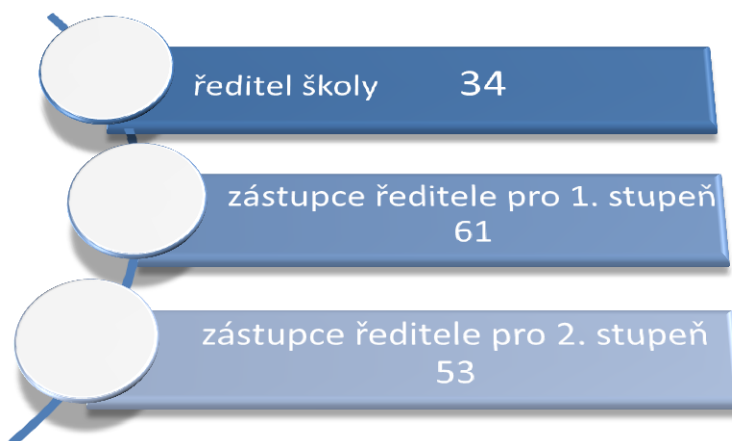 ředitel školy 34
zástupce ředitele pro 1. stupeň
61
zástupce ředitele pro 2. stupeň
53